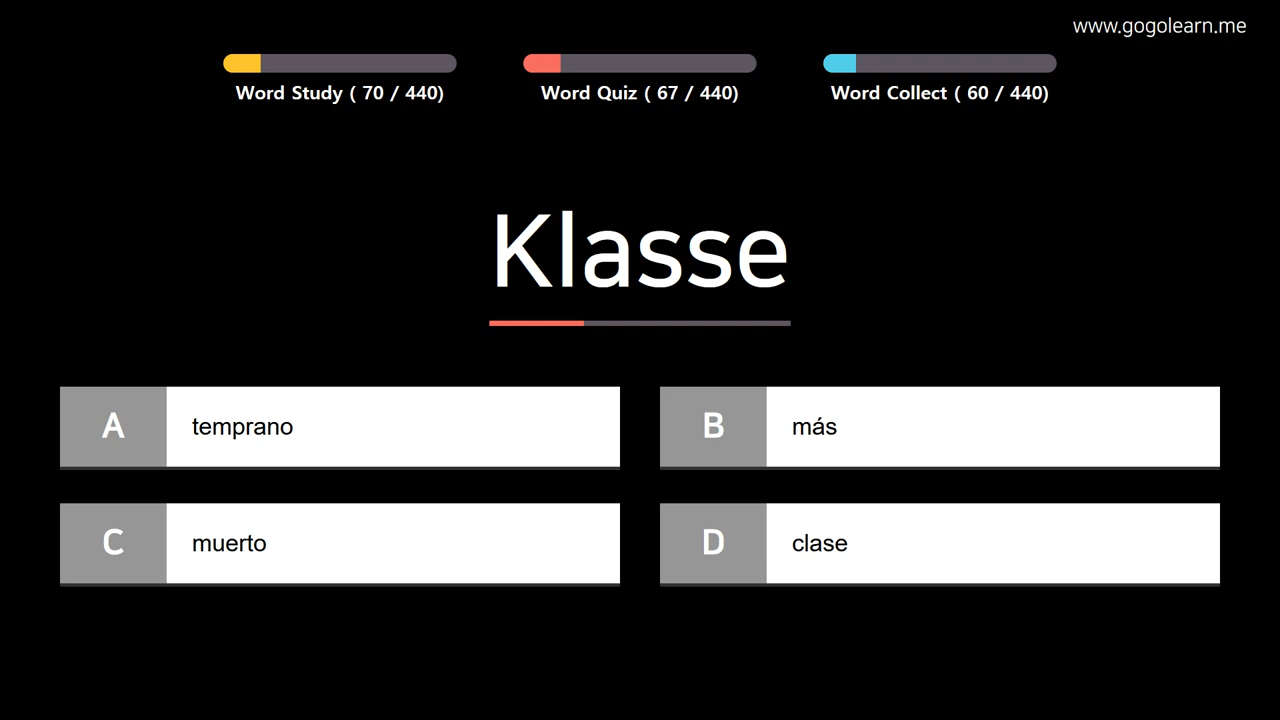 www.gogolearn.me
Word Study ( 70 / 440)
Word Quiz ( 67 / 440)
Word Collect ( 60 / 440)
Klasse
A
temprano
B
más
C
muerto
D
clase